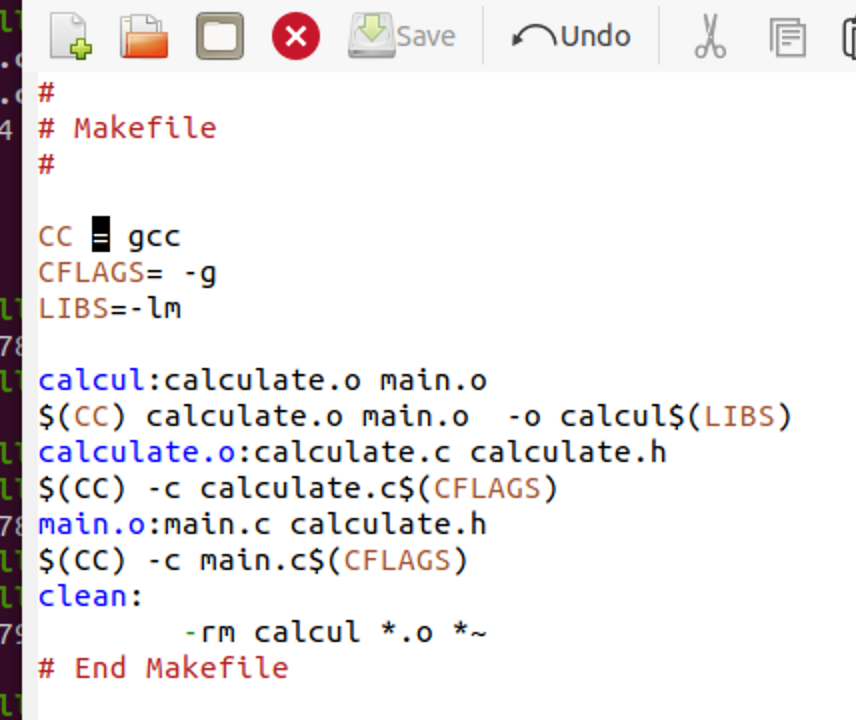 Save Undo
#
# Makefile
#
CC = gcc
CFLAGS= -g
LIBS=-lm
calcul:calculate.o main.o
$(CC) calculate.o main.o  -o calcul$(LIBS)
calculate.o:calculate.c calculate.h
$(CC) -c calculate.c$(CFLAGS)
main.o:main.c calculate.h
$(CC) -c main.c$(CFLAGS)
clean:
        -rm calcul *.o *~
# End Makefile